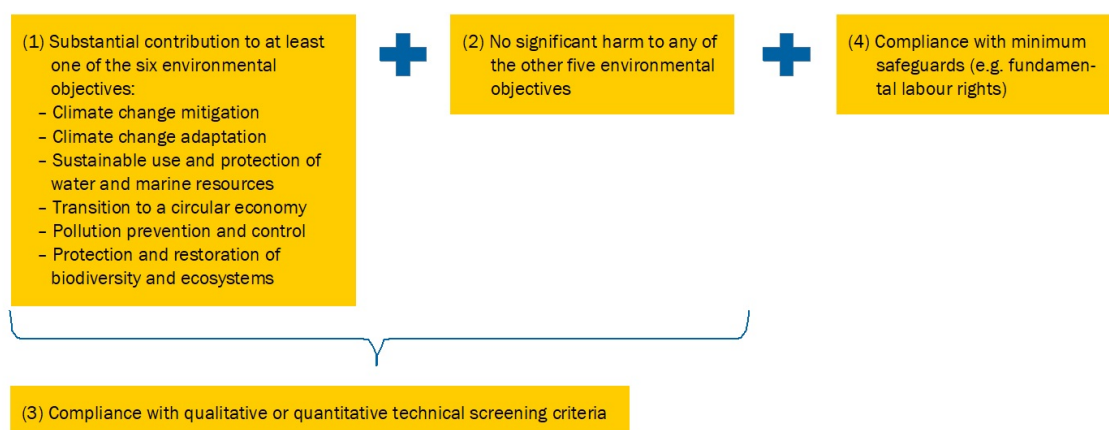 (1) Substantial contribution to at least
one of the six environmental
objectives:
– Climate change mitigation
– Climate change adaptation
– Sustainable use and protection of
water and marine resources
– Transition to a circular economy
– Pollution prevention and control
– Protection and restoration of
biodiversity and ecosystems
(2) No significant harm to any of
the other five environmental
objectives
(4) Compliance with minimum
safeguards (e.g. fundamen-
tal labour rights)
(3) Compliance with qualitative or quantitative technical screening criteria